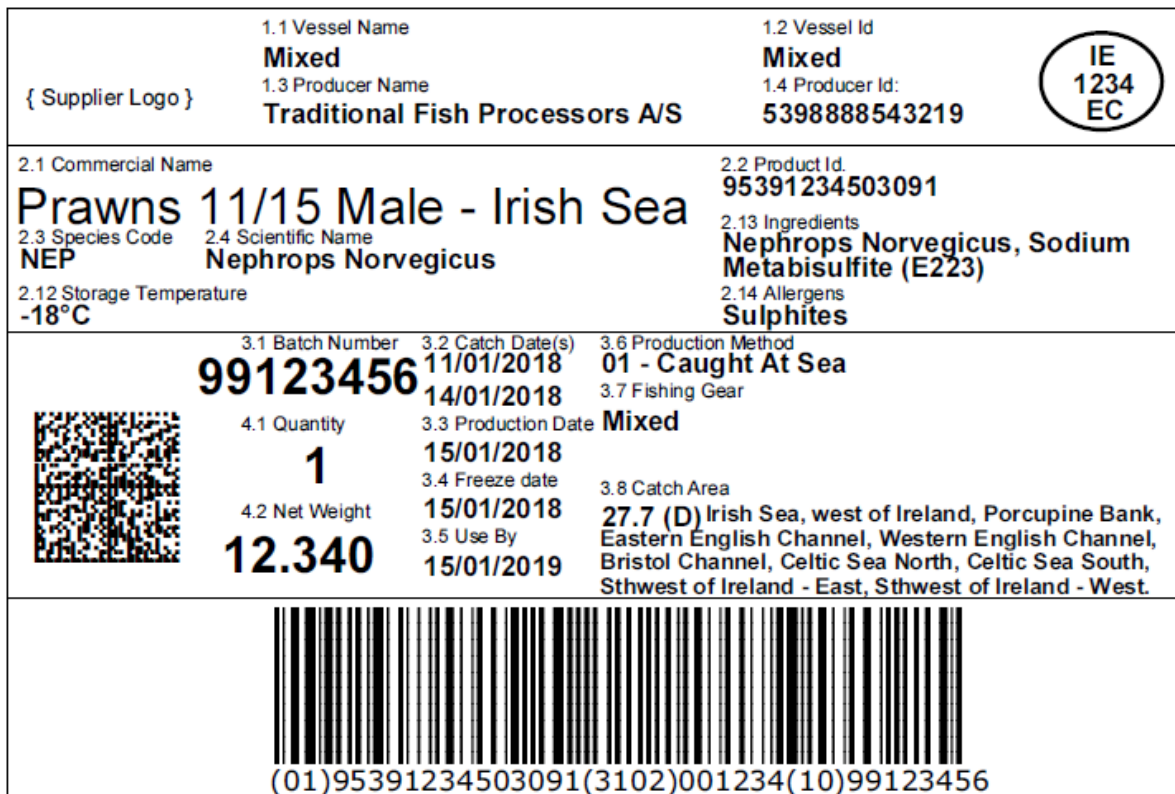 1.1 Vessel Name
1.2 Vessel Id
Mixed
Mixed
1.3 Producer Name
1.4 Producer Id:
{ Supplier Logo }
Traditional Fish Processors A/S
5398888543219
IE
1234
EC
2.1 Commercial Name
Prawns 11/15 Male - Irish Sea
2.2 Product Id.
95391234503091
2.3 Species Code
2.4 Scientific Name
NEP
Nephrops Norvegicus
2.13 Ingredients
Nephrops Norvegicus, Sodium
Metabisulfite (E223)
2.12 Storage Temperature
-18°C
2.14 Allergens
Sulphites
3.1 Batch Number
99123456
3.2 Catch Date(s)
11/01/2018
14/01/2018
3.6 Production Method
01 - Caught At Sea
3.7 Fishing Gear
Mixed
4.1 Quantity
1
3.3 Production Date
15/01/2018
3.4 Freeze date
15/01/2018
4.2 Net Weight
12.340
3.5 Use By
15/01/2019
3.8 Catch Area
27.7 (D) Irish Sea, west of Ireland, Porcupine Bank,
Eastern English Channel, Western English Channel,
Bristol Channel, Celtic Sea North, Celtic Sea South,
Sthwest of Ireland - East, Sthwest of Ireland - West.
(01)95391234503091(3102)001234(10)99123456